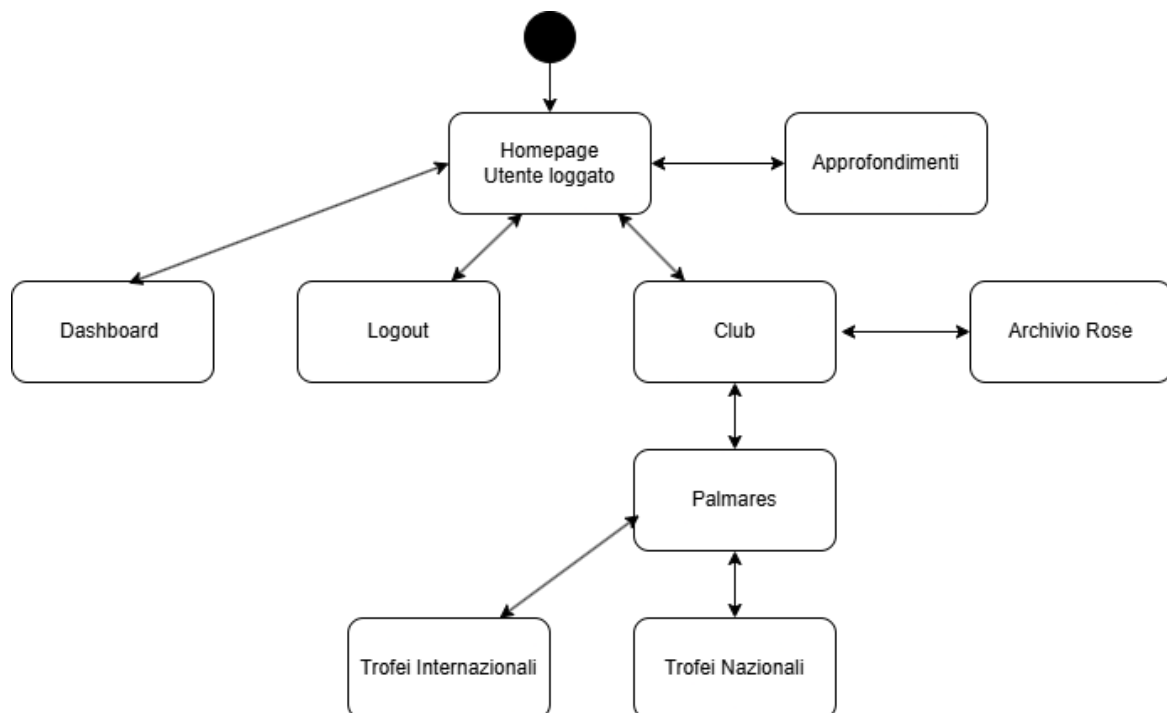 Homepage
Utente loggato
Approfondimenti
Dashboard
Logout
Club
Archivio Rose
Palmares
Trofei Internazionali
Trofei Nazionali